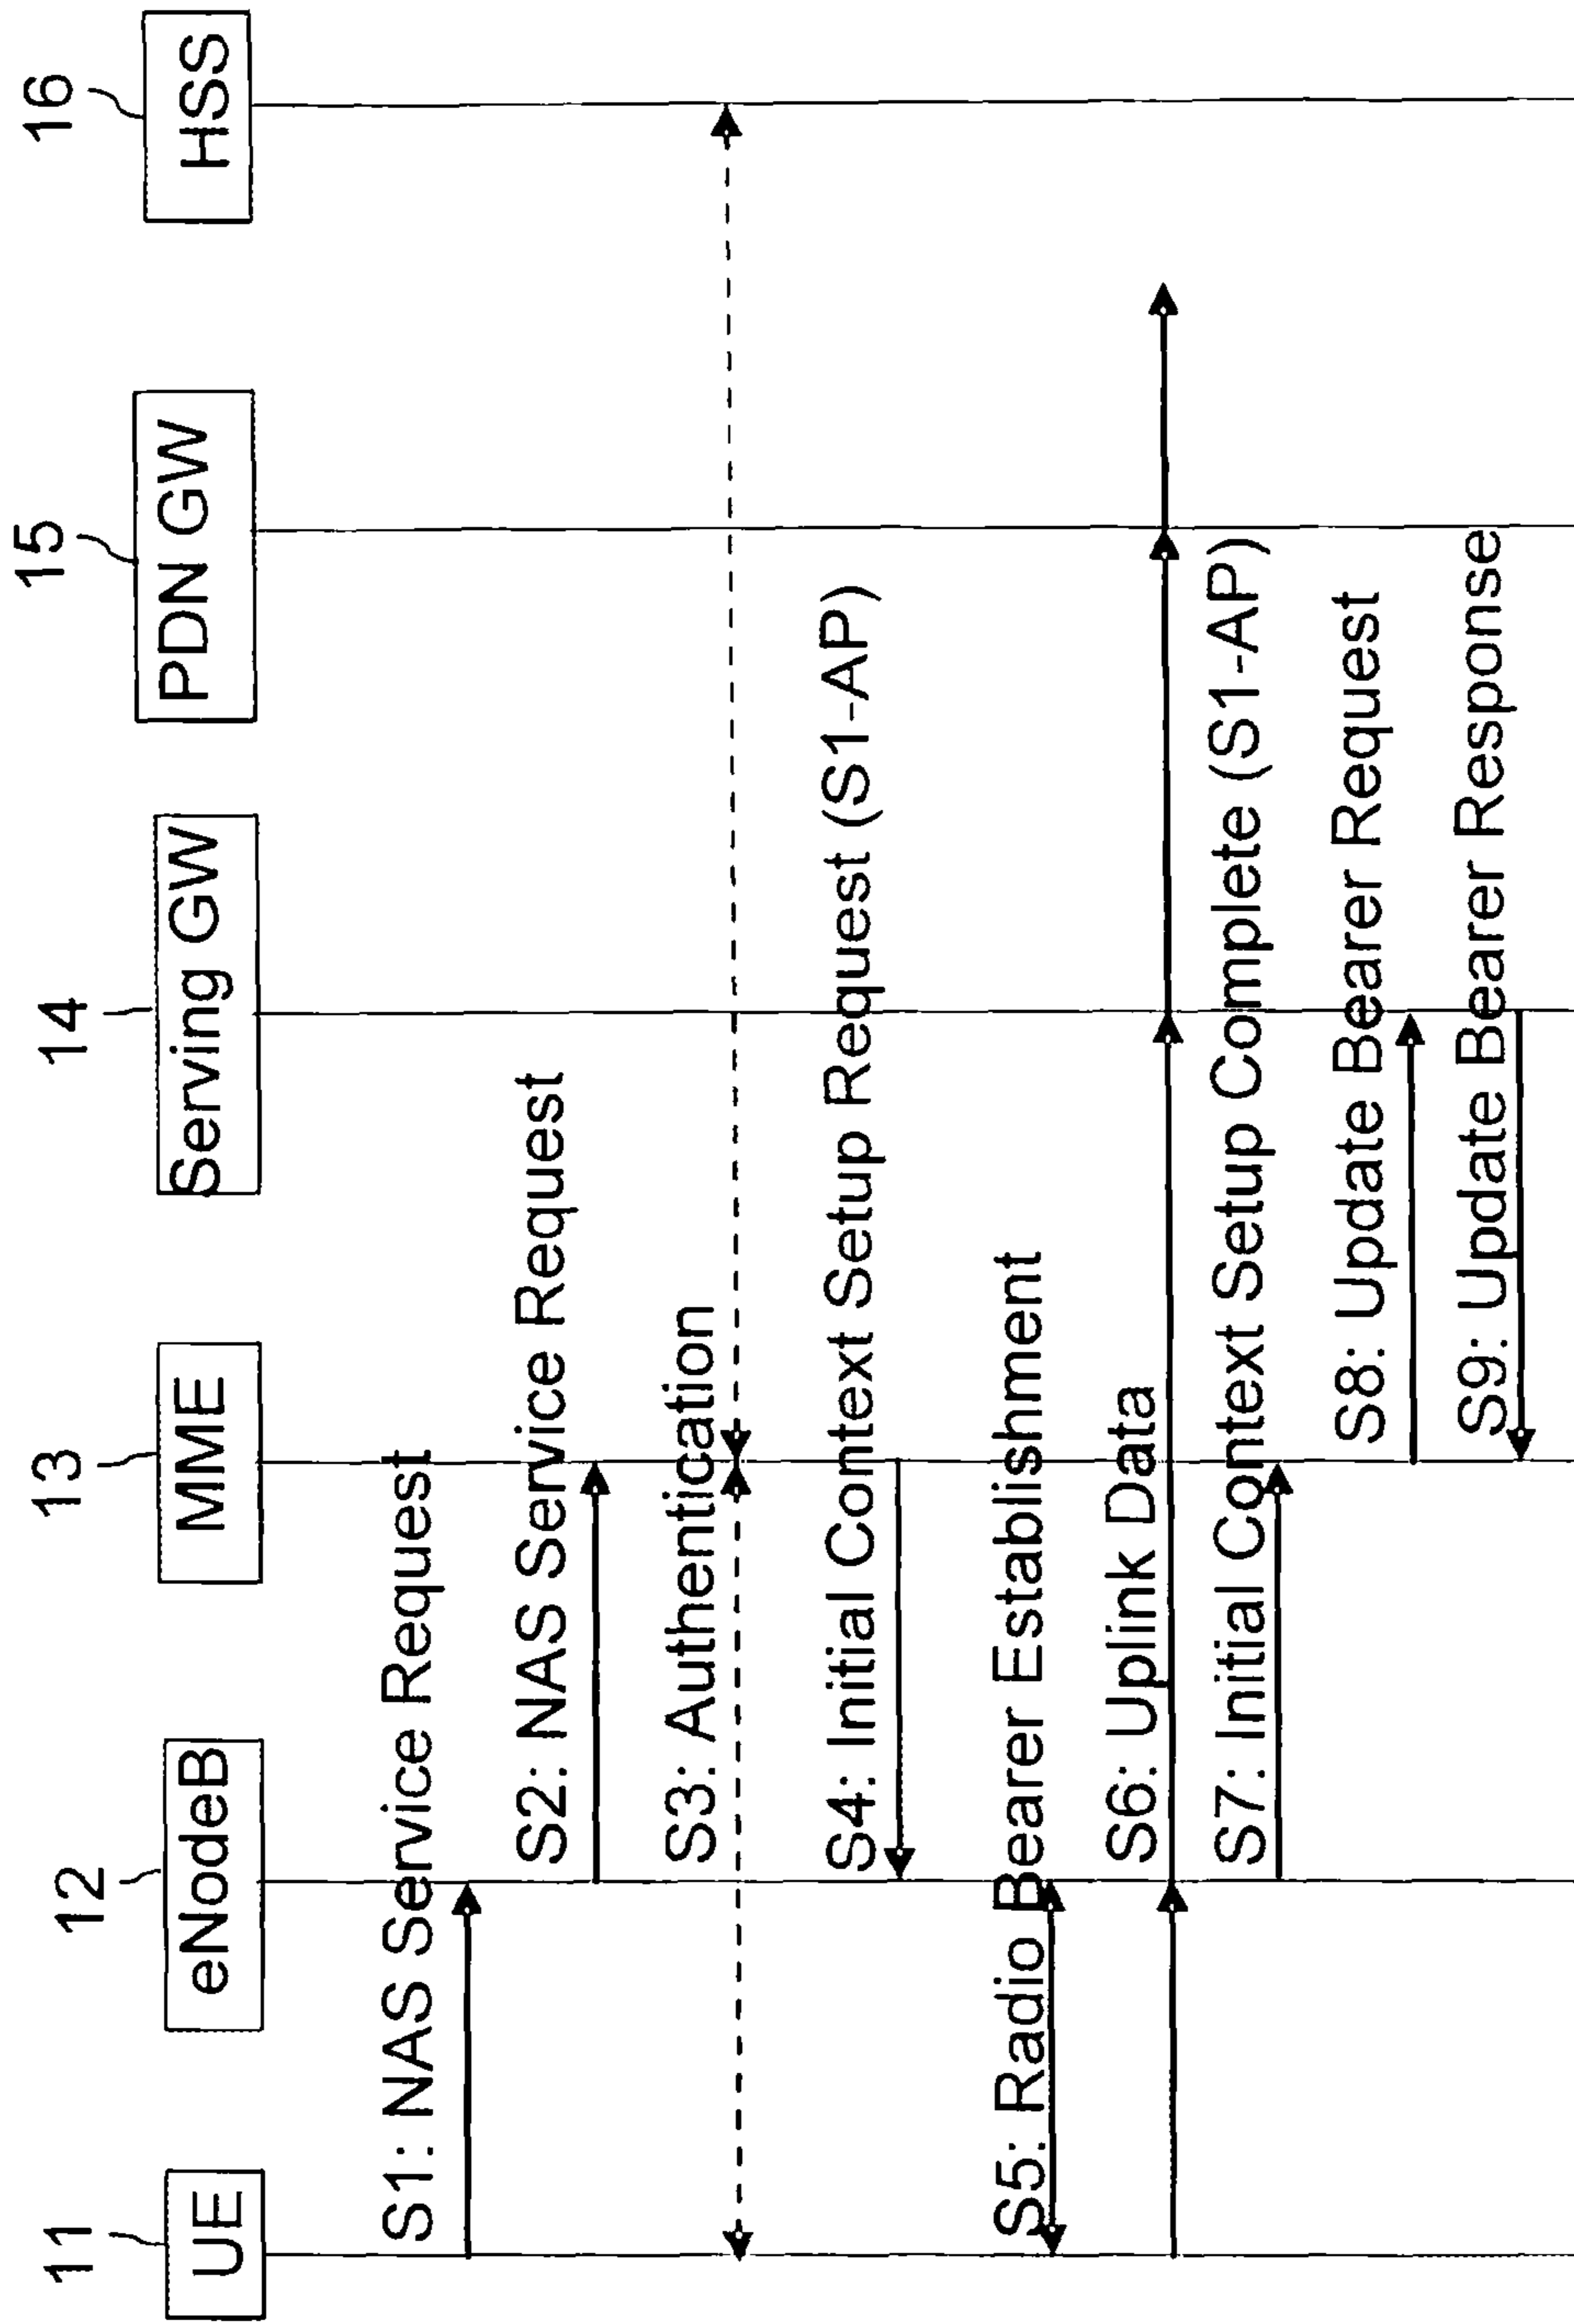 11
12
13
14
15
16
UE
eNodeB
MME
Serving GW
PDN GW
HSS
S1: NAS Service Request
S2: NAS Service Request
S3: Authentication
S4: Initial Context Setup Request (S1-AP)
S5: Radio Bearer Establishment
S6: Uplink Data
S7: Initial Context Setup Complete (S1-AP)
S8: Update Bearer Request
S9: Update Bearer Response